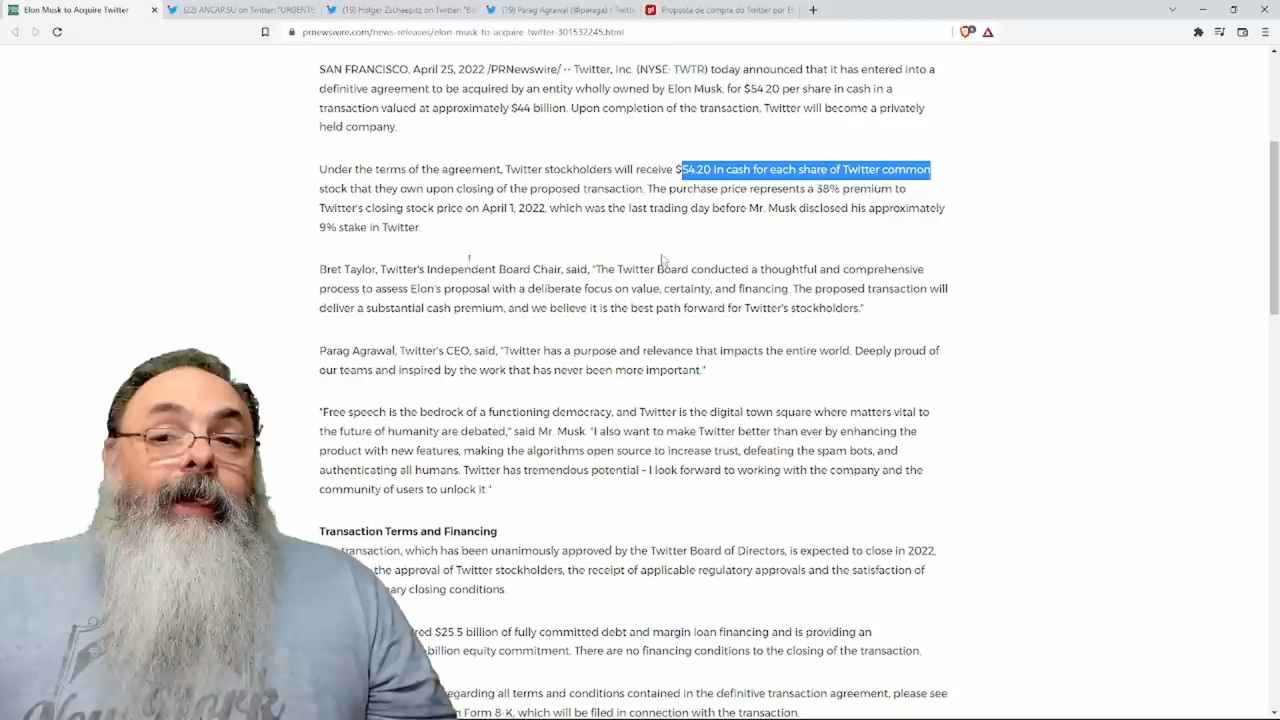 Elon Musk to Acquire Twitter
(22) ANCAP.SU on Twitter: "URGENTE
(19) Holger Zschaepitz on Twitter: "B
(19) Parag Agrawal (@paraga) / Twitt
Proposta de compra do Twitter por El
prnewswire.com/news-releases/elon-musk-to-acquire-twitter-301532245.html
SAN FRANCISCO, April 25, 2022 /PRNewswire/ -- Twitter, Inc. (NYSE: TWTR) today announced that it has entered into a
definitive agreement to be acquired by an entity wholly owned by Elon Musk, for $54.20 per share in cash in a
transaction valued at approximately $44 billion. Upon completion of the transaction, Twitter will become a privately
held company.
Under the terms of the agreement, Twitter stockholders will receive $54.20 in cash for each share of Twitter common
stock that they own upon closing of the proposed transaction. The purchase price represents a 38% premium to
Twitter's closing stock price on April 1, 2022, which was the last trading day before Mr. Musk disclosed his approximately
9% stake in Twitter.
Bret Taylor, Twitter's Independent Board Chair, said, "The Twitter Board conducted a thoughtful and comprehensive
process to assess Elon's proposal with a deliberate focus on value, certainty, and financing. The proposed transaction will
deliver a substantial cash premium, and we believe it is the best path forward for Twitter's stockholders."
Parag Agrawal, Twitter's CEO, said, "Twitter has a purpose and relevance that impacts the entire world. Deeply proud of
our teams and inspired by the work that has never been more important."
"Free speech is the bedrock of a functioning democracy, and Twitter is the digital town square where matters vital to
the future of humanity are debated," said Mr. Musk. "I also want to make Twitter better than ever by enhancing the
product with new features, making the algorithms open source to increase trust, defeating the spam bots, and
authenticating all humans. Twitter has tremendous potential – I look forward to working with the company and the
community of users to unlock it."
Transaction Terms and Financing
transaction, which has been unanimously approved by the Twitter Board of Directors, is expected to close in 2022,
the approval of Twitter stockholders, the receipt of applicable regulatory approvals and the satisfaction of
ary closing conditions.
red $25.5 billion of fully committed debt and margin loan financing and is providing an
billion equity commitment. There are no financing conditions to the closing of the transaction.
egarding all terms and conditions contained in the definitive transaction agreement, please see
n Form 8-K, which will be filed in connection with the transaction.